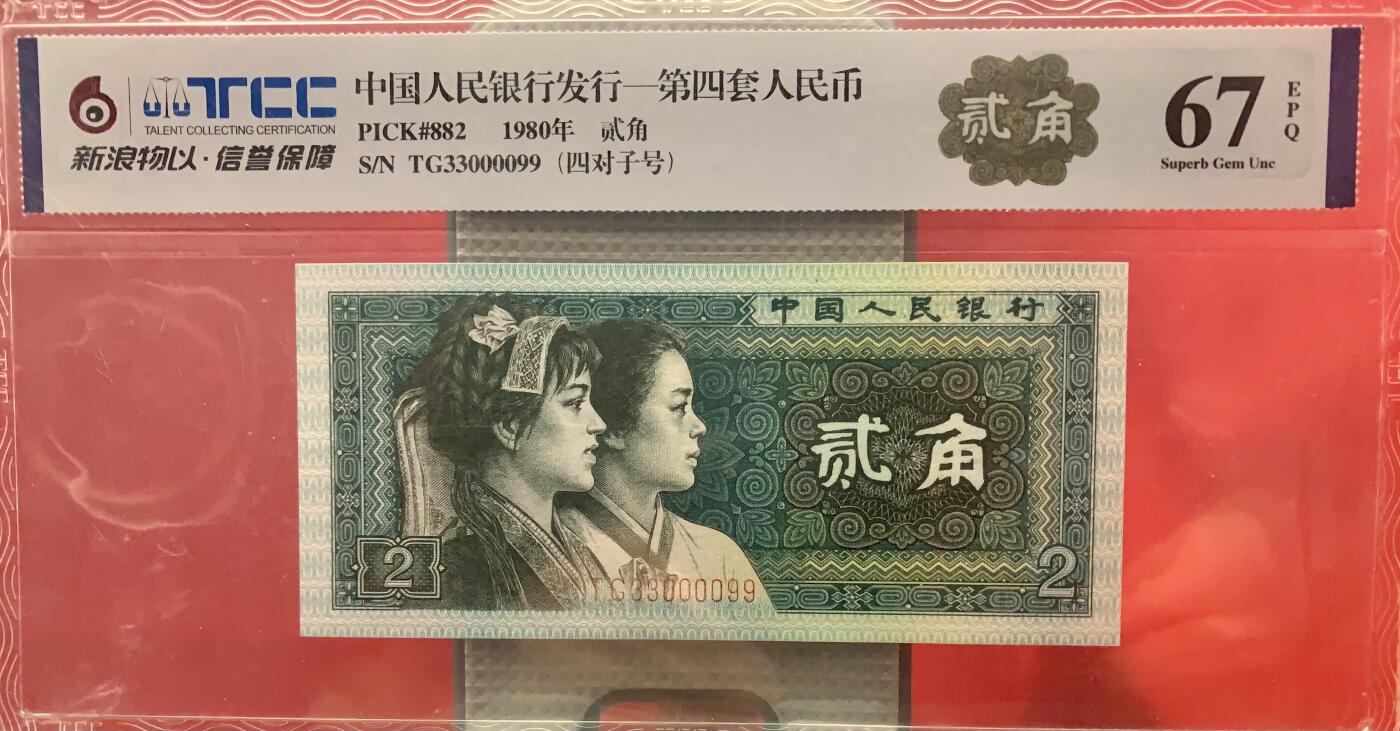 TCC
中国人民银行发行—第四套人民币
TALENT COLLECTING CERTIFICATION
PICK#882 1980年 贰角
新浪物以·信誉保障
S/N TG33000099 (四对子号)
贰角
67
EPQ
Superb Gem Unc
中国人民银行
贰角
2
TG33000099
2